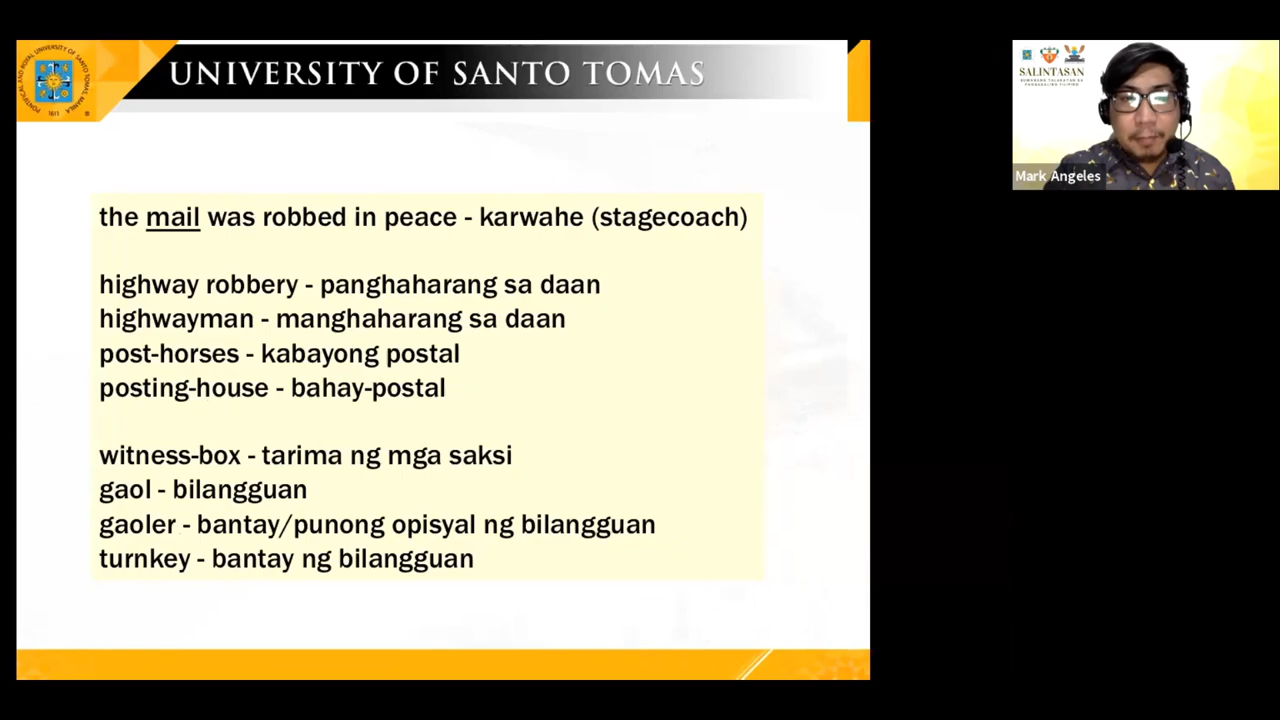 UNIVERSITY OF SANTO TOMAS
the mail was robbed in peace - karwahe (stagecoach)
highway robbery - panghaharang sa daan
highwayman - manghaharang sa daan
post-horses - kabayong postal
posting-house - bahay-postal
witness-box - tarima ng mga saksi
gaol - bilangguan
gaoler - bantay/punong opisyal ng bilangguan
turnkey - bantay ng bilangguan
SALINTASAN
Mark Angeles